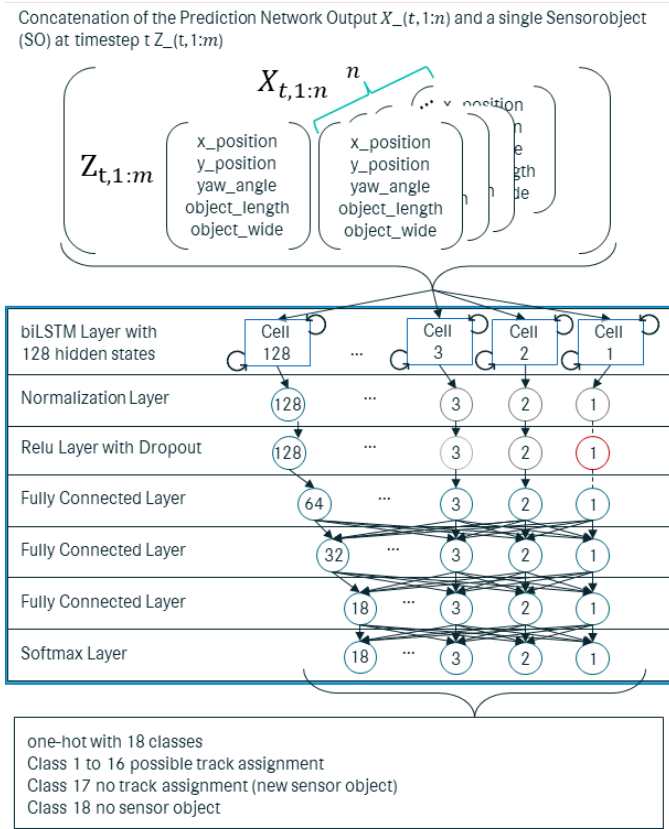 Concatenation of the Prediction Network Output X_(t,1:n) and a single Sensorobject
(SO) at timestep t Z_(t,1:m)
X_{t,1:n} n
Z_{t,1:m}
x_position
y_position
yaw_angle
object_length
object_wide
x_position
y_position
yaw_angle
object_length
object_wide
... x_position
n
e
gth
de
biLSTM Layer with
128 hidden states
Cell
128
...
Cell
3
Cell
2
Cell
1
Normalization Layer
128 ... 3 2 1
Relu Layer with Dropout
128 ... 3 2 1
Fully Connected Layer
64 ... 3 2 1
Fully Connected Layer
32 ... 3 2 1
Fully Connected Layer
18 ... 3 2 1
Softmax Layer
18 ... 3 2 1
one-hot with 18 classes
Class 1 to 16 possible track assignment
Class 17 no track assignment (new sensor object)
Class 18 no sensor object